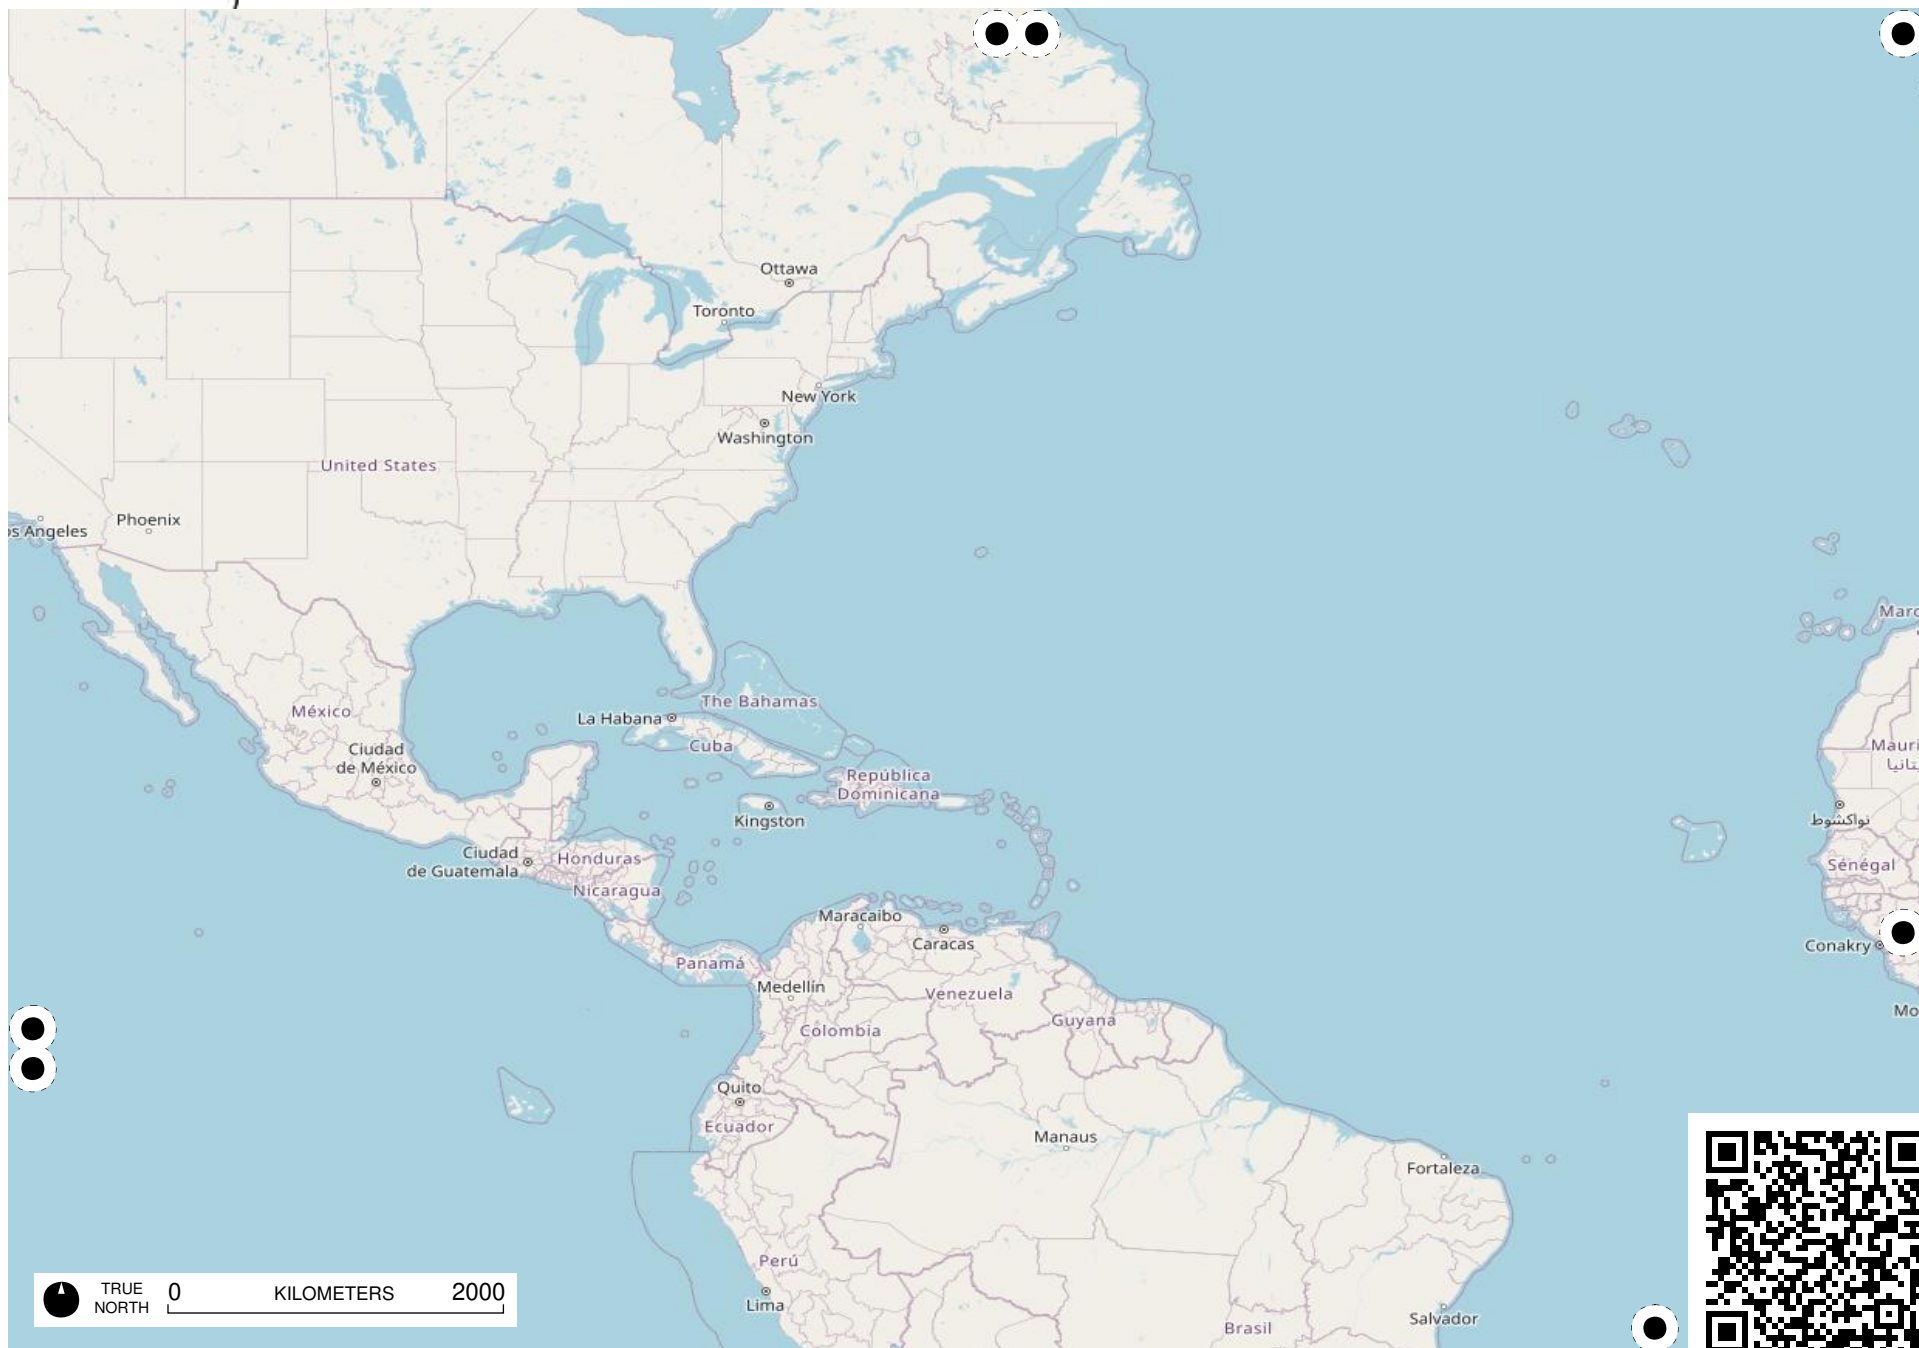 Ottawa
Toronto
New York
Washington
United States
Phoenix
os Angeles
Marc
The Bahamas
La Habana
México
Cuba
Ciudad
de México
Mauri
República
Dominicana
Kingston
نواكشوط
Ciudad
de Guatemala
Honduras
Sénégal
Nicaragua
Maracaibo
Caracas
Conakry
Panamá
Medellín
Venezuela
Mo
Guyana
Colombia
Quito
Ecuador
Manaus
Fortaleza
Perú
TRUE
NORTH
0 KILOMETERS 2000
Lima
Salvador
Brasil